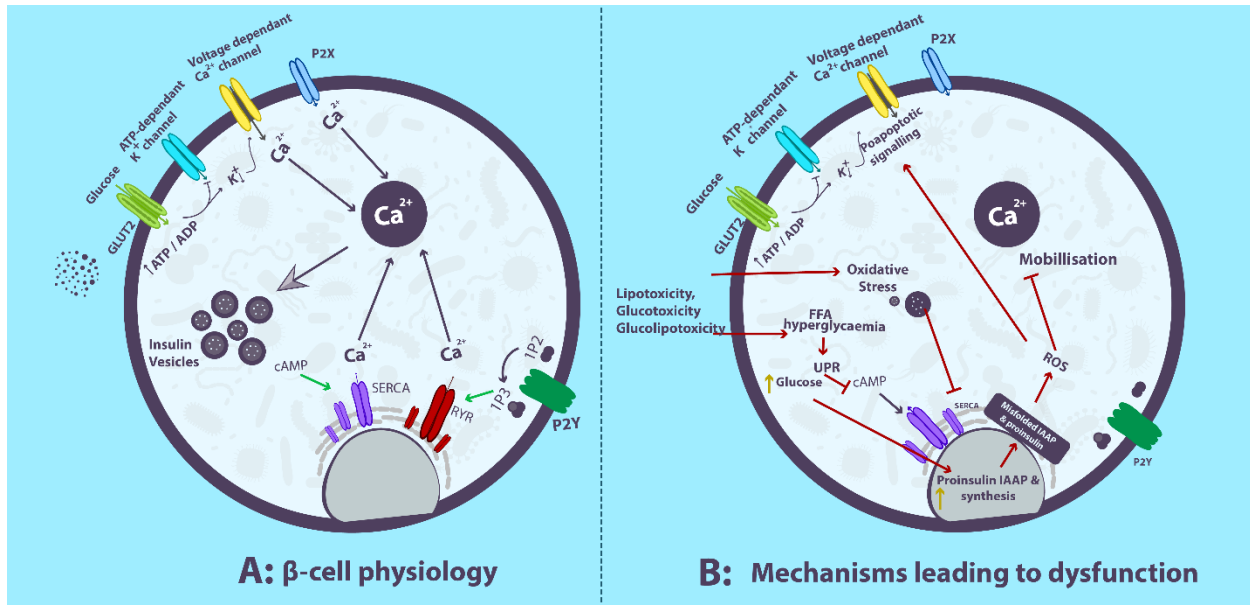 Glucose
GLUT2
ATP-dependant
K+ channel
Voltage dependant
Ca2+ channel
P2X
↑ATP / ADP
K+
Ca2+
Ca2+
Ca2+
Insulin
Vesicles
cAMP
Ca2+
SERCA
Ca2+
RYR
1P3
1P2
P2Y
A: β-cell physiology
Glucose
GLUT2
ATP-dependant
K channel
Voltage dependant
Ca2+ channel
P2X
↑ATP / ADP
K+
Poapoptotic
signalling
Ca2+
Mobillisation
Oxidative
Stress
Lipotoxicity,
Glucotoxicity
Glucolipotoxicity
FFA
hyperglycaemia
UPR
↑ Glucose
cAMP
SERCA
ROS
Misfolded IAAP
& proinsulin
Proinsulin IAAP &
↑ synthesis
P2Y
B: Mechanisms leading to dysfunction